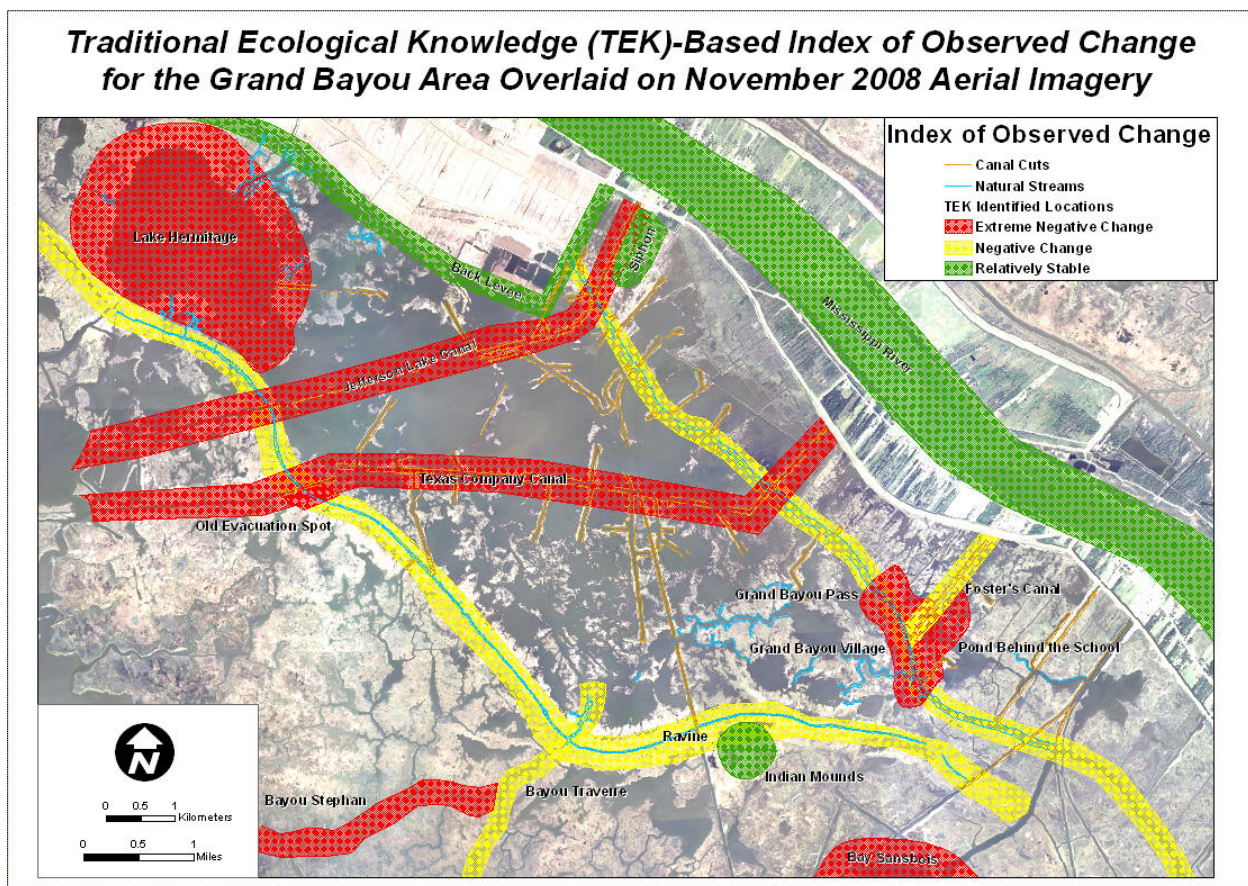 Traditional Ecological Knowledge (TEK)-Based Index of Observed Change
for the Grand Bayou Area Overlaid on November 2008 Aerial Imagery
Index of Observed Change
Canal Cuts
Natural Streams
TEK Identified Locations
Extreme Negative Change
Negative Change
Relatively Stable
Lake Hermitage
Back Levee
Siphon
Mississippi River
Jefferson Lake Canal
Texas Company Canal
Old Evacuation Spot
Grand Bayou Pass
Foster's Canal
Grand Bayou Village
Pond Behind the School
Ravine
Indian Mounds
Bayou Traverre
Bayou Stephan
Bay Sansbois
N
0 0.5 1
Kilometers
0 0.5 1
Miles